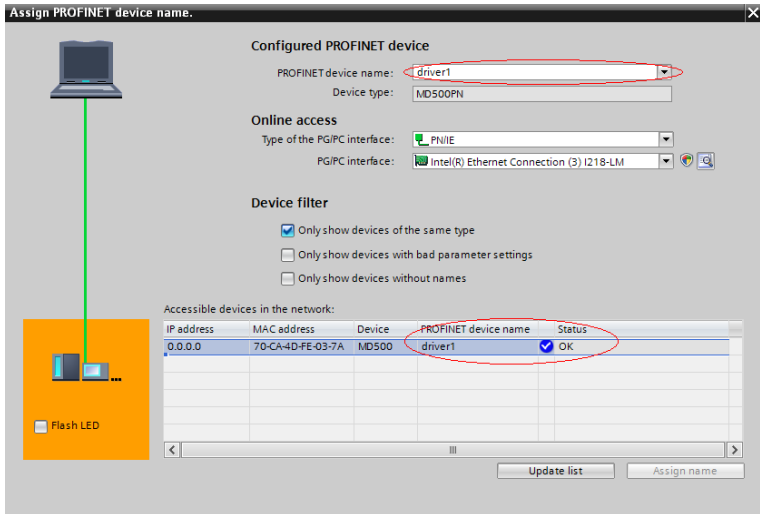 Assign PROFINET device name.
Configured PROFINET device
PROFINET device name: driver1
Device type: MD500PN
Online access
Type of the PG/PC interface: PN/IE
PG/PC interface: Intel(R) Ethernet Connection (3) I218-LM
Device filter
Only show devices of the same type
Only show devices with bad parameter settings
Only show devices without names
Accessible devices in the network:
IP address MAC address Device PROFINET device name Status
0.0.0.0 70-CA-4D-FE-03-7A MD500 driver1 OK
Flash LED
Update list Assign name